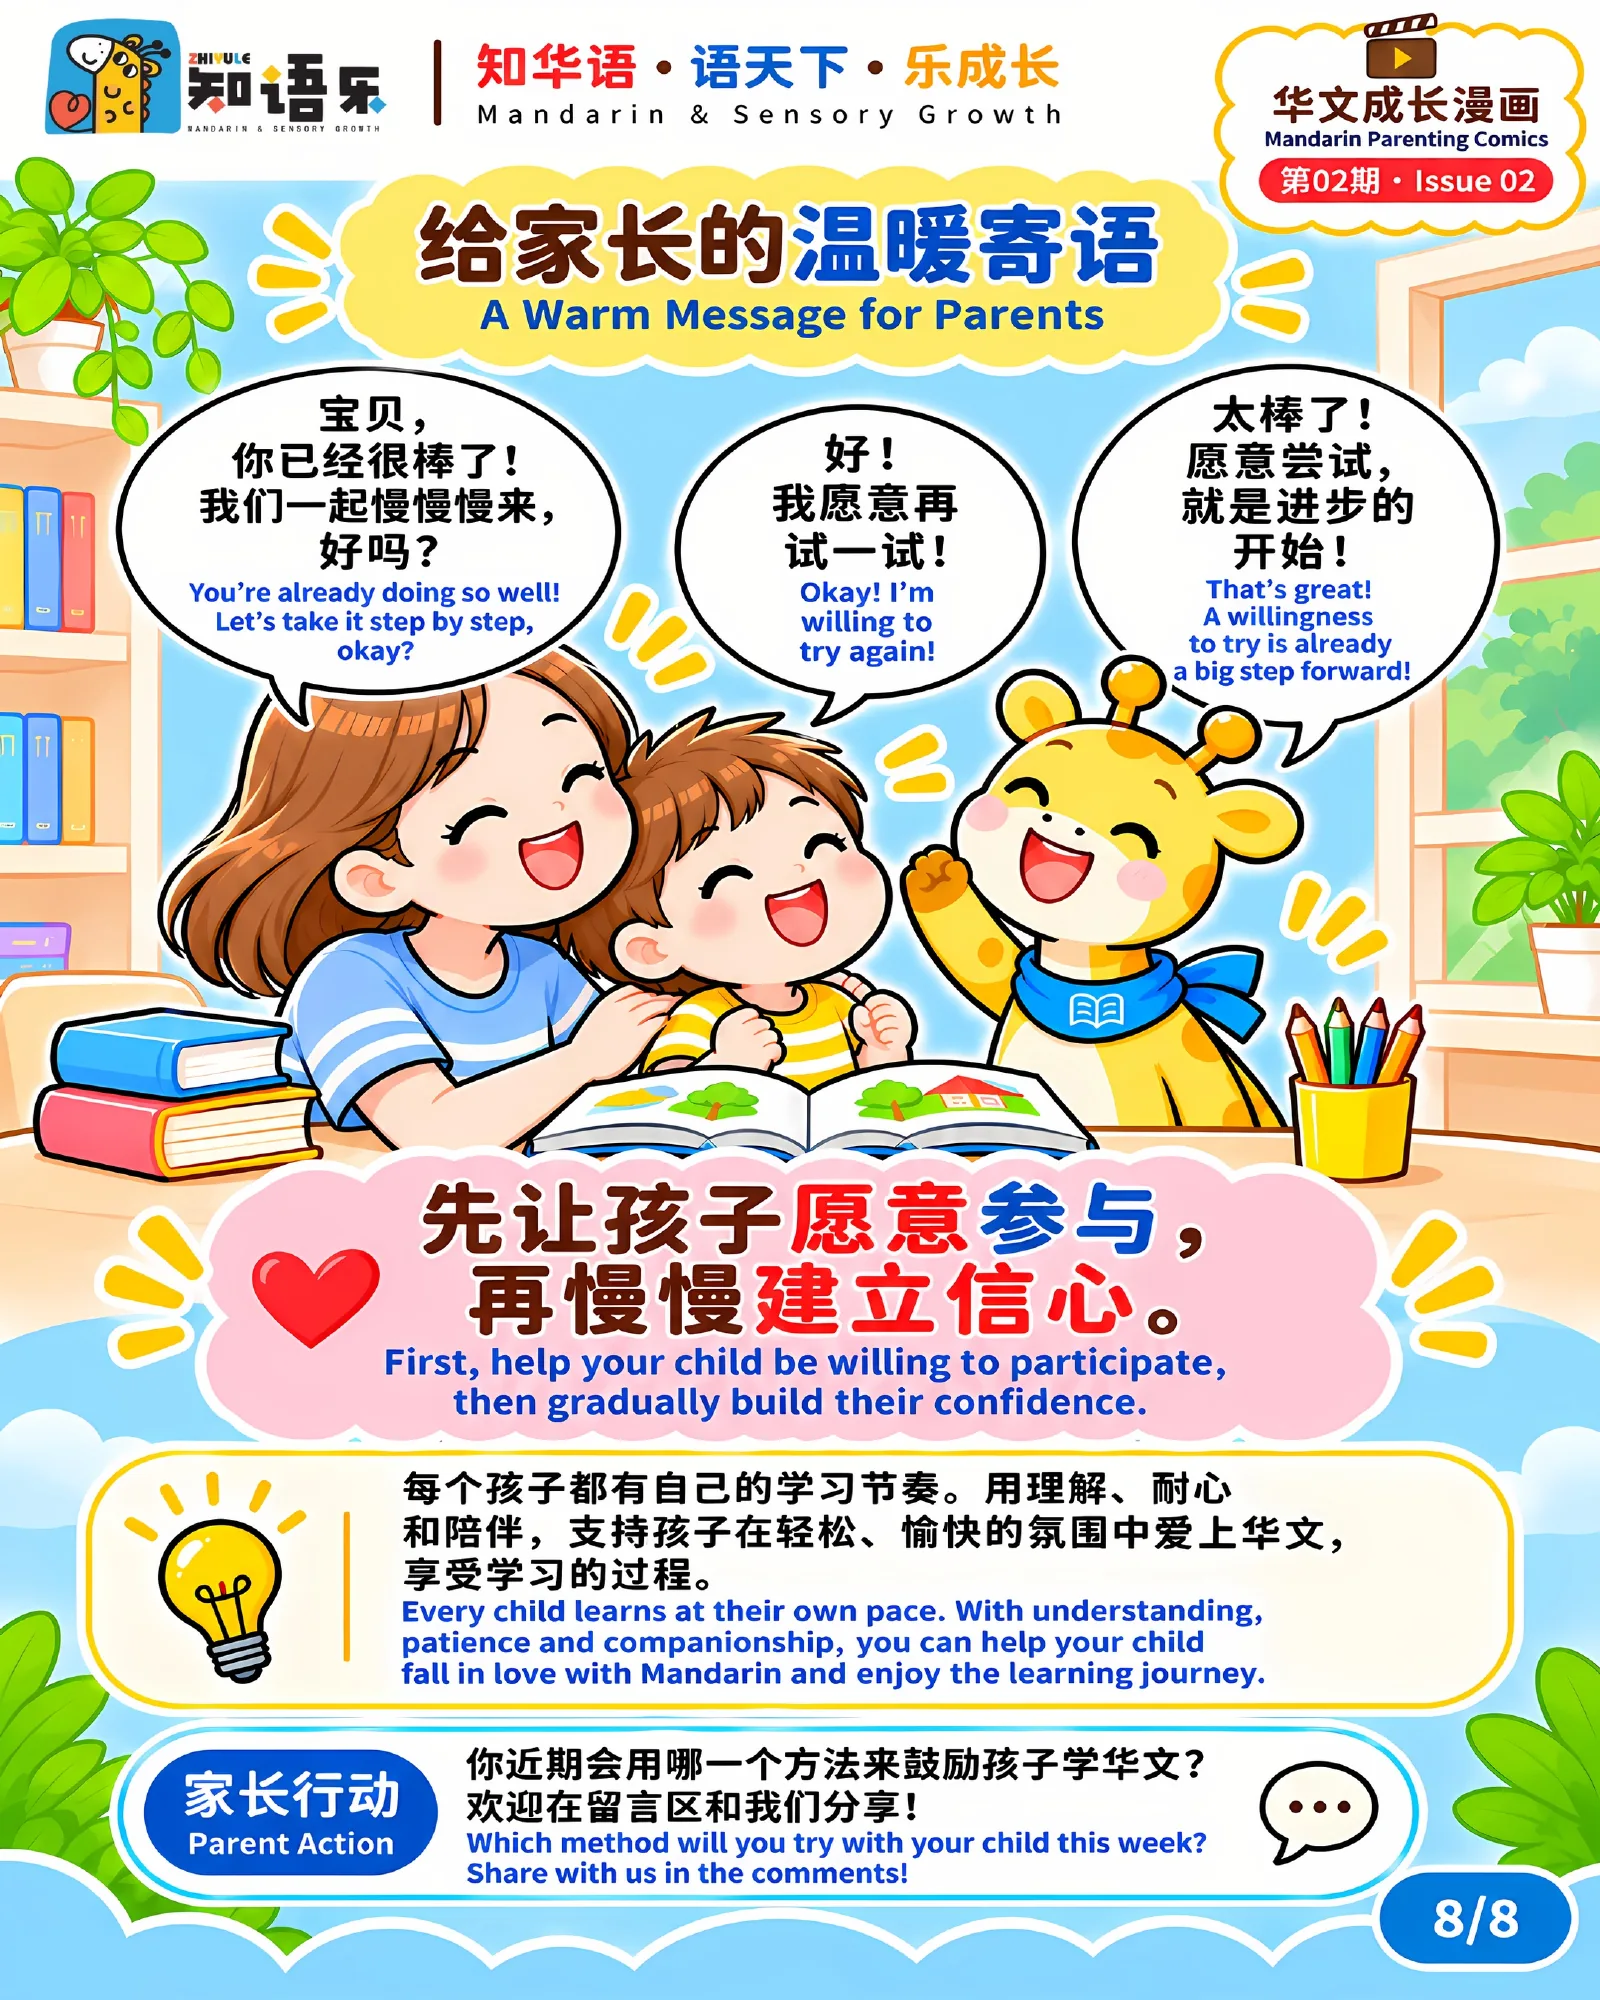 ZHIYULE
知语乐
MANDARIN & SENSORY GROWTH
知华语·语天下·乐成长
Mandarin & Sensory Growth
华文成长漫画
Mandarin Parenting Comics
第02期·Issue 02
给家长的温暖寄语
A Warm Message for Parents
宝贝，
你已经很棒了！
我们一起慢慢慢来，
好吗？
You're already doing so well!
Let's take it step by step,
okay?
好！
我愿意再
试一试！
Okay! I'm
willing to
try again!
太棒了！
愿意尝试，
就是进步的
开始！
That's great!
A willingness
to try is already
a big step forward!
先让孩子愿意参与，
再慢慢建立信心。
First, help your child be willing to participate,
then gradually build their confidence.
每个孩子都有自己的学习节奏。用理解、耐心
和陪伴，支持孩子在轻松、愉快的氛围中爱上华文，
享受学习的过程。
Every child learns at their own pace. With understanding,
patience and companionship, you can help your child
fall in love with Mandarin and enjoy the learning journey.
家长行动
Parent Action
你近期会用哪一个方法来鼓励孩子学华文？
欢迎在留言区和我们分享！
Which method will you try with your child this week?
Share with us in the comments!
8/8